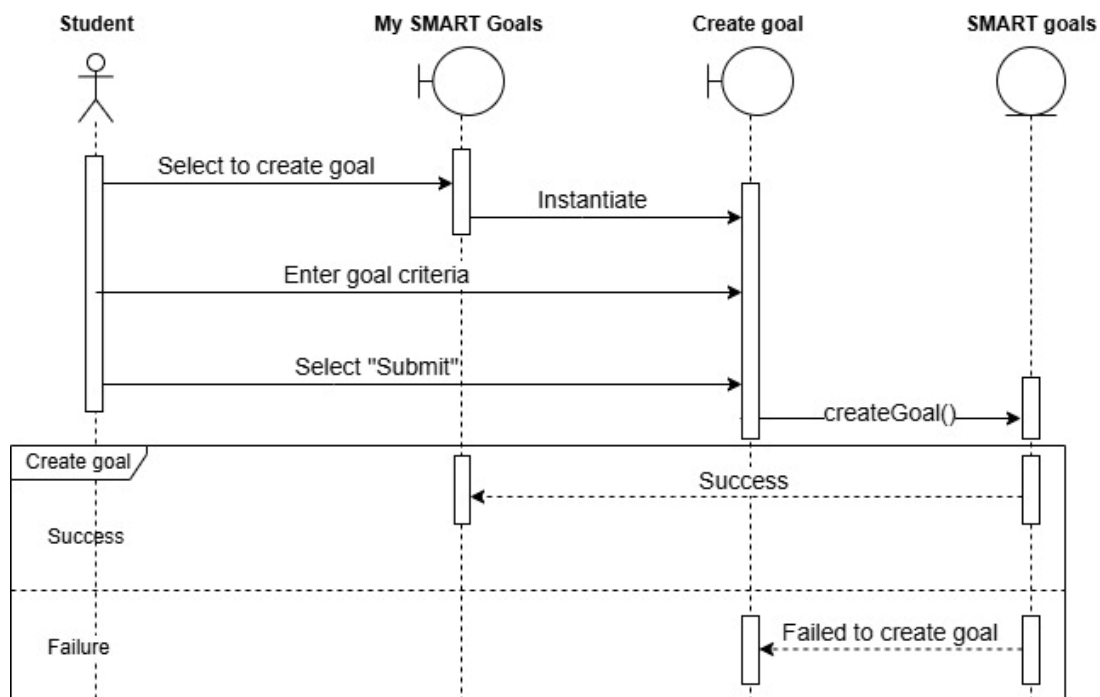 Student
My SMART Goals
Create goal
SMART goals
Select to create goal
Instantiate
Enter goal criteria
Select "Submit"
createGoal()
Create goal
Success
Success
Failed to create goal
Failure